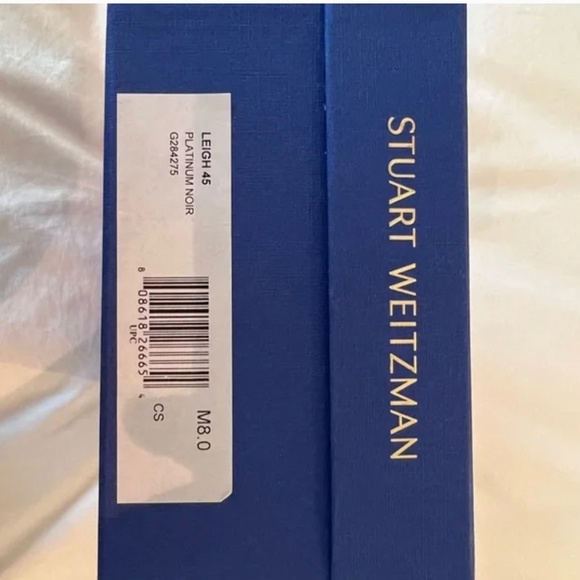 STUART WEITZMAN
LEIGH 45
PLATINUM NOIR
G284275
8 08618 26665 4
UPC
CS
M8.0